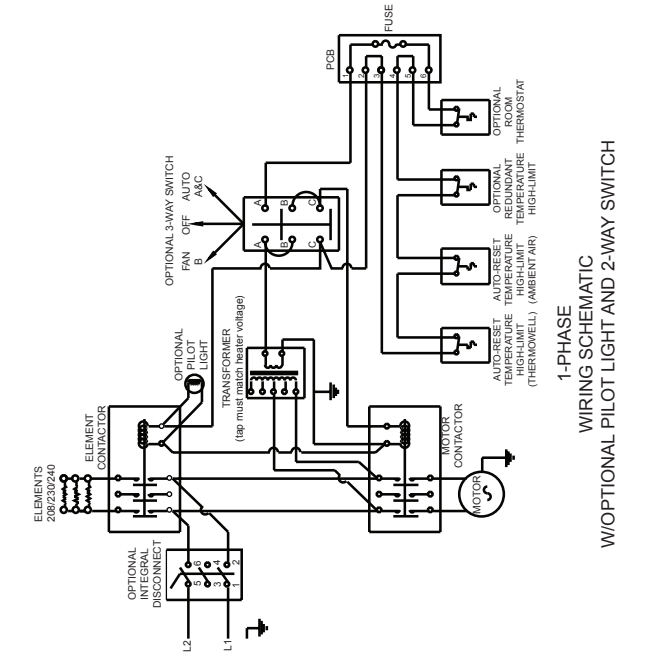 ELEMENTS
208/230/240
ELEMENT
CONTACTOR
OPTIONAL
PILOT
LIGHT
OPTIONAL 3-WAY SWITCH
FAN
B
OFF
AUTO
A&C
A
B
C
A
B
C
PCB
FUSE
1
2
3
4
5
6
TRANSFORMER
(tap must match heater voltage)
OPTIONAL
INTEGRAL
DISCONNECT
L2
L1
5
6
3
4
1
2
MOTOR
CONTACTOR
MOTOR
AUTO-RESET
TEMPERATURE
HIGH-LIMIT
(THERMOWELL)
AUTO-RESET
TEMPERATURE
HIGH-LIMIT
(AMBIENT AIR)
OPTIONAL
REDUNDANT
TEMPERATURE
HIGH-LIMIT
OPTIONAL
ROOM
THERMOSTAT
1-PHASE
WIRING SCHEMATIC
W/OPTIONAL PILOT LIGHT AND 2-WAY SWITCH